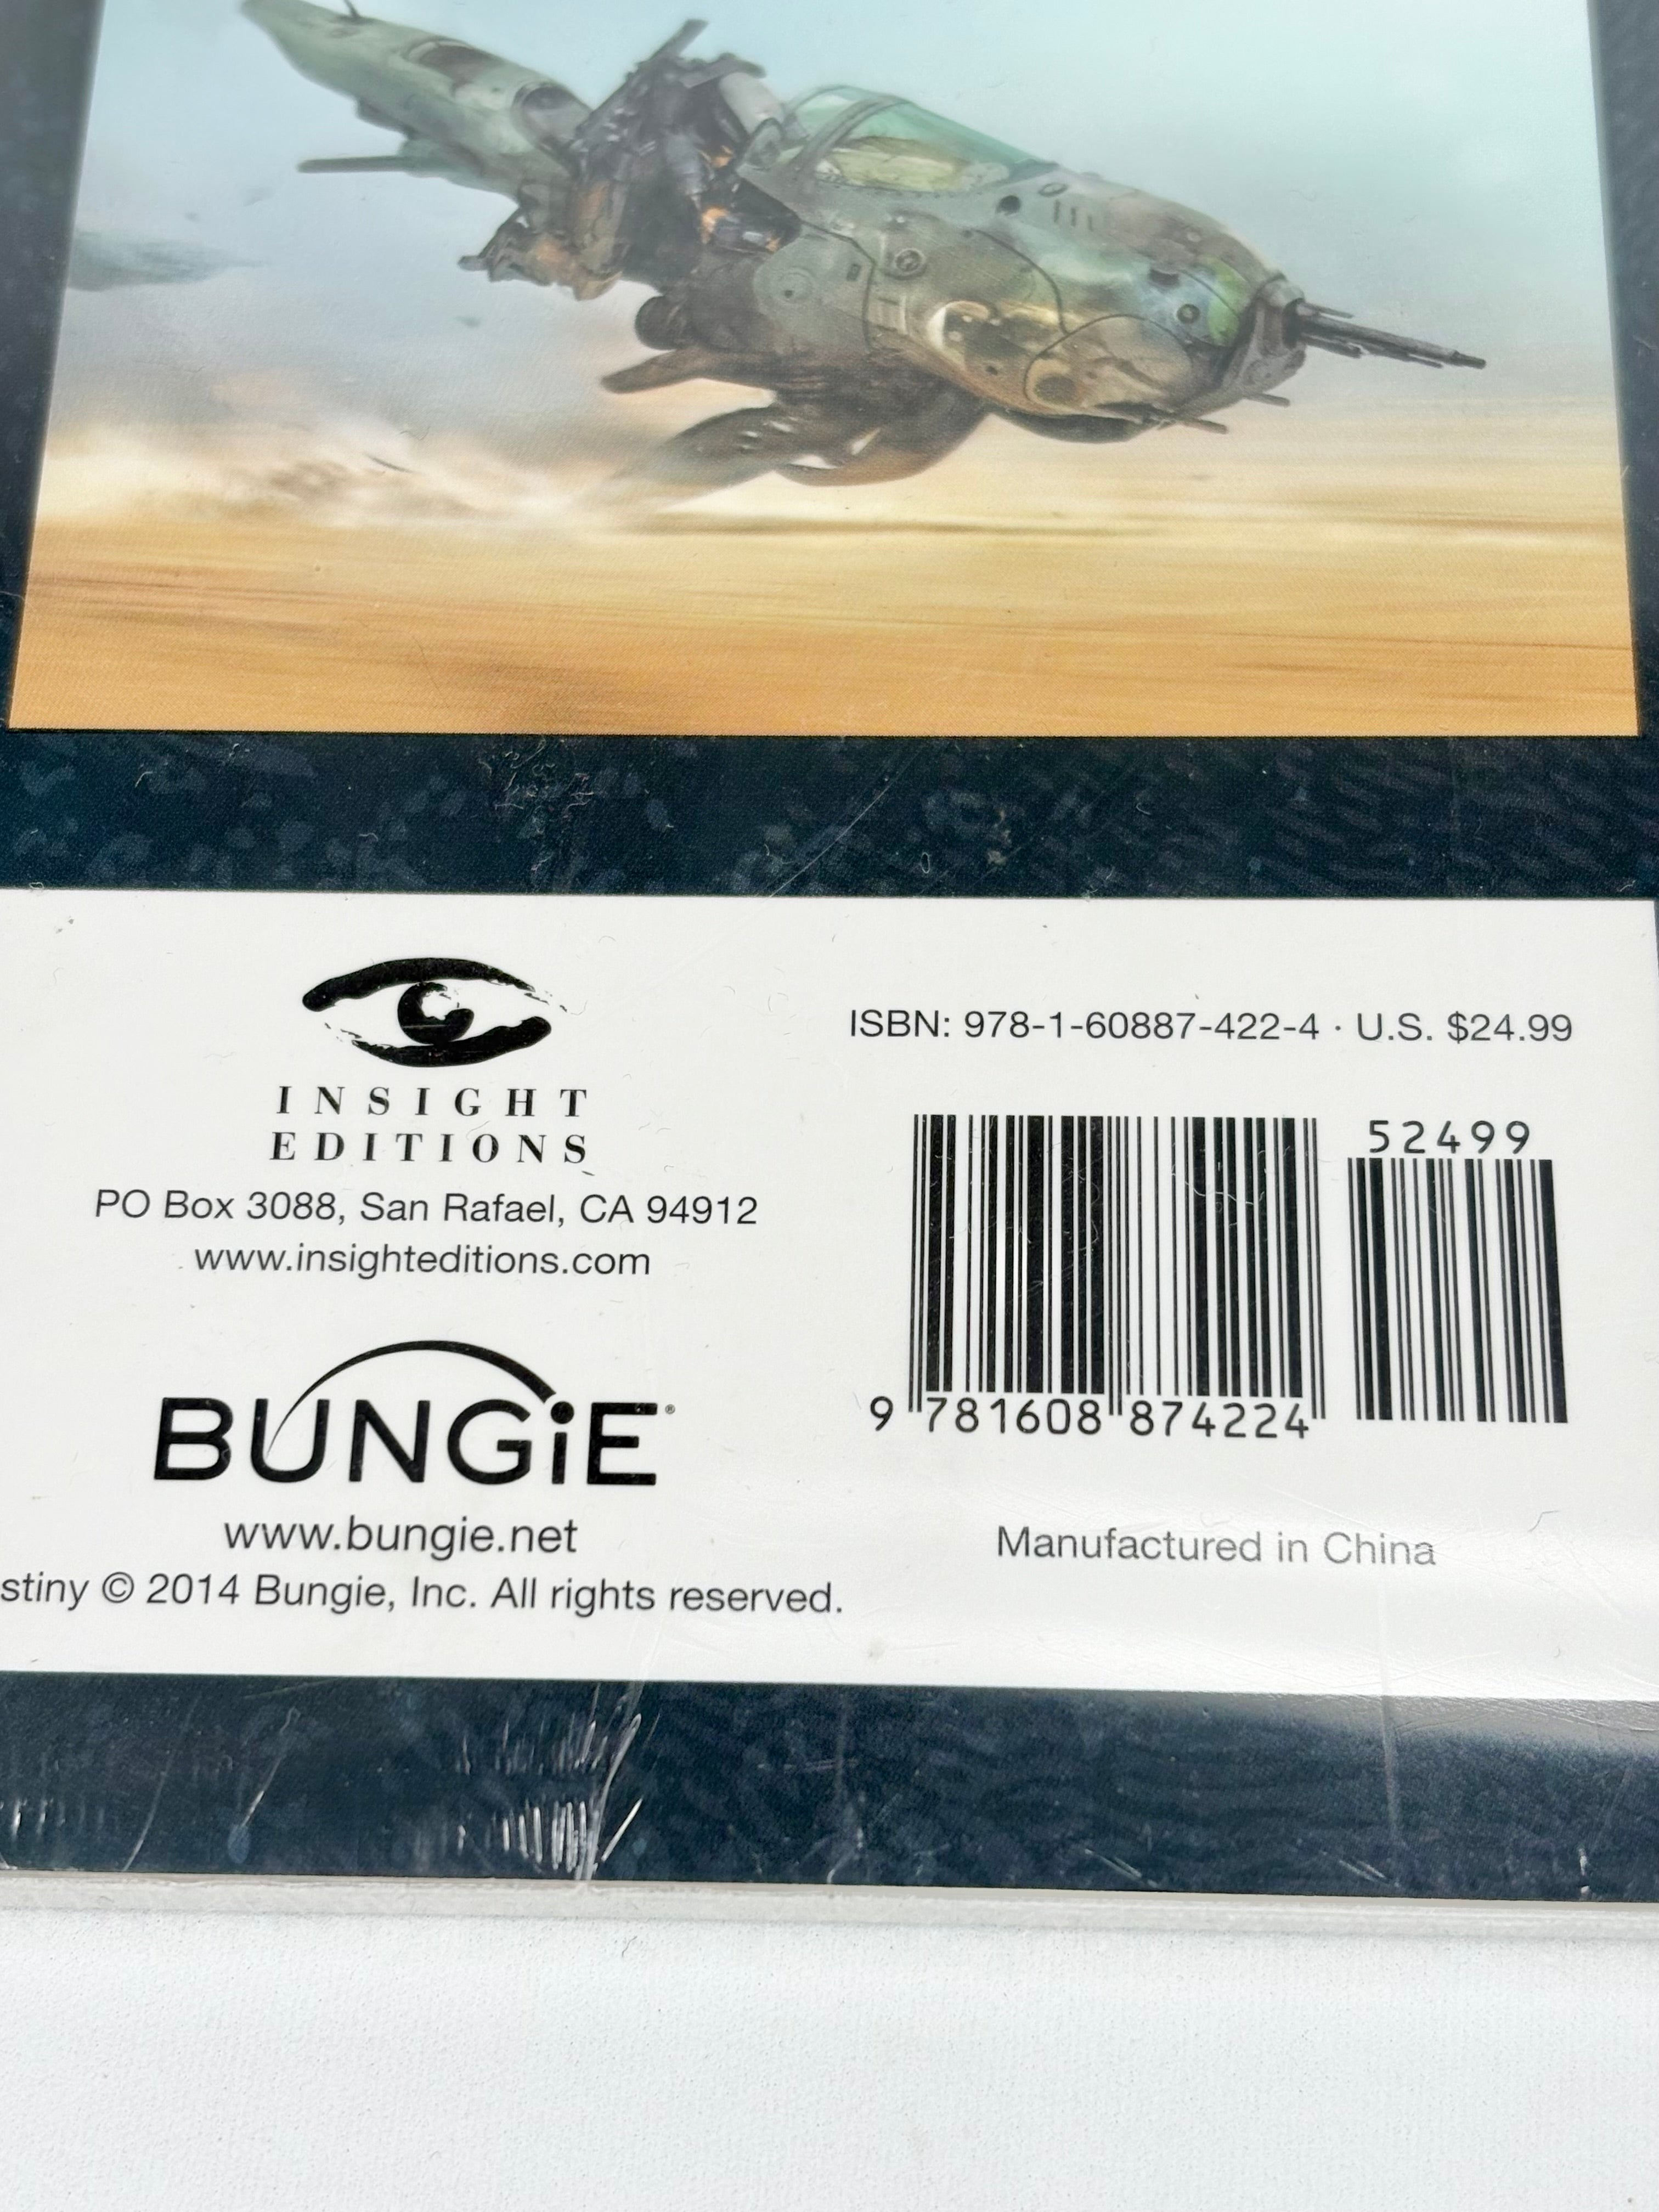 INSIGHT
EDITIONS
PO Box 3088, San Rafael, CA 94912
www.insighteditions.com
BUNGiE®
www.bungie.net
stiny © 2014 Bungie, Inc. All rights reserved.
ISBN: 978-1-60887-422-4 · U.S. $24.99
52499
9 781608 874224
Manufactured in China